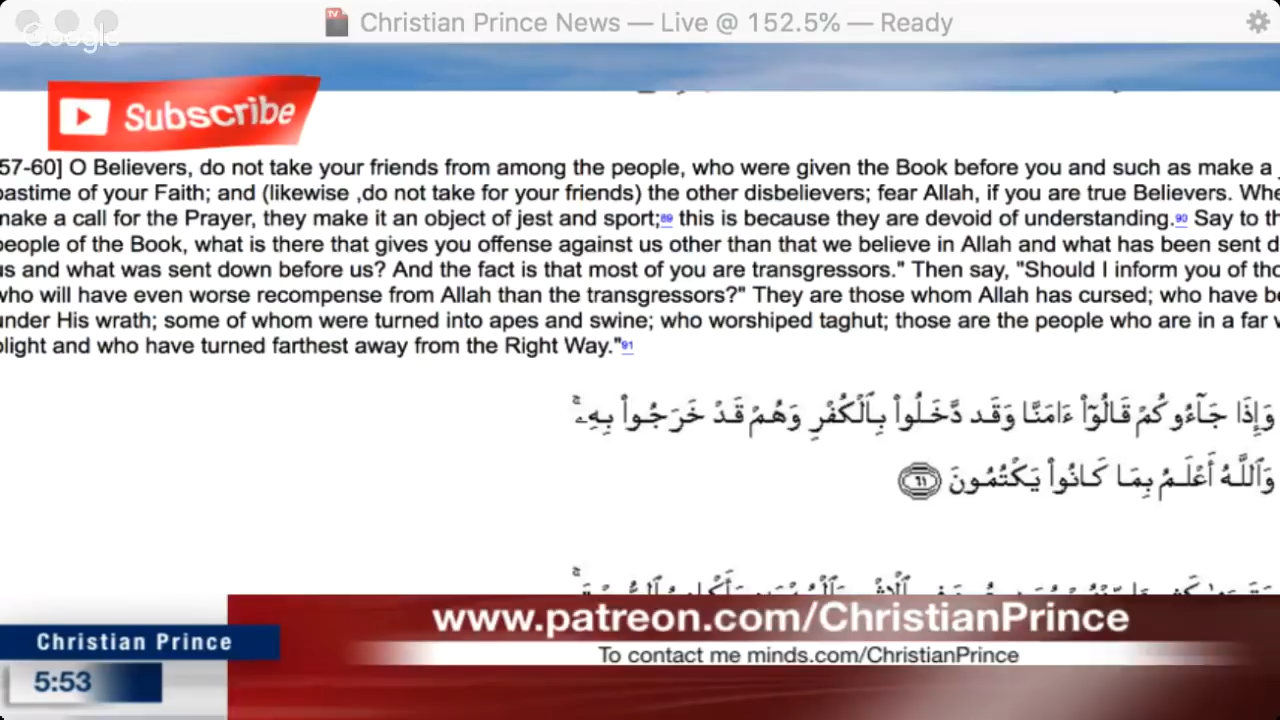 Christian Prince News — Live @ 152.5% — Ready
Google
Subscribe
57-60] O Believers, do not take your friends from among the people, who were given the Book before you and such as make a
pastime of your Faith; and (likewise ,do not take for your friends) the other disbelievers; fear Allah, if you are true Believers. Whe
make a call for the Prayer, they make it an object of jest and sport;89 this is because they are devoid of understanding.90 Say to th
people of the Book, what is there that gives you offense against us other than that we believe in Allah and what has been sent d
us and what was sent down before us? And the fact is that most of you are transgressors." Then say, "Should I inform you of tho
who will have even worse recompense from Allah than the transgressors?" They are those whom Allah has cursed; who have be
under His wrath; some of whom were turned into apes and swine; who worshiped taghut; those are the people who are in a far w
plight and who have turned farthest away from the Right Way."91
وَإِذَا جَآءُوكُمْ قَالُوٓا۟ ءَامَنَّا وَقَد دَّخَلُوا۟ بِٱلْكُفْرِ وَهُمْ قَدْ خَرَجُوا۟ بِهِۦ ۚ
وَٱللَّهُ أَعْلَمُ بِمَا كَانُوا۟ يَكْتُمُونَ ٦١
www.patreon.com/ChristianPrince
Christian Prince
To contact me minds.com/ChristianPrince
5:53